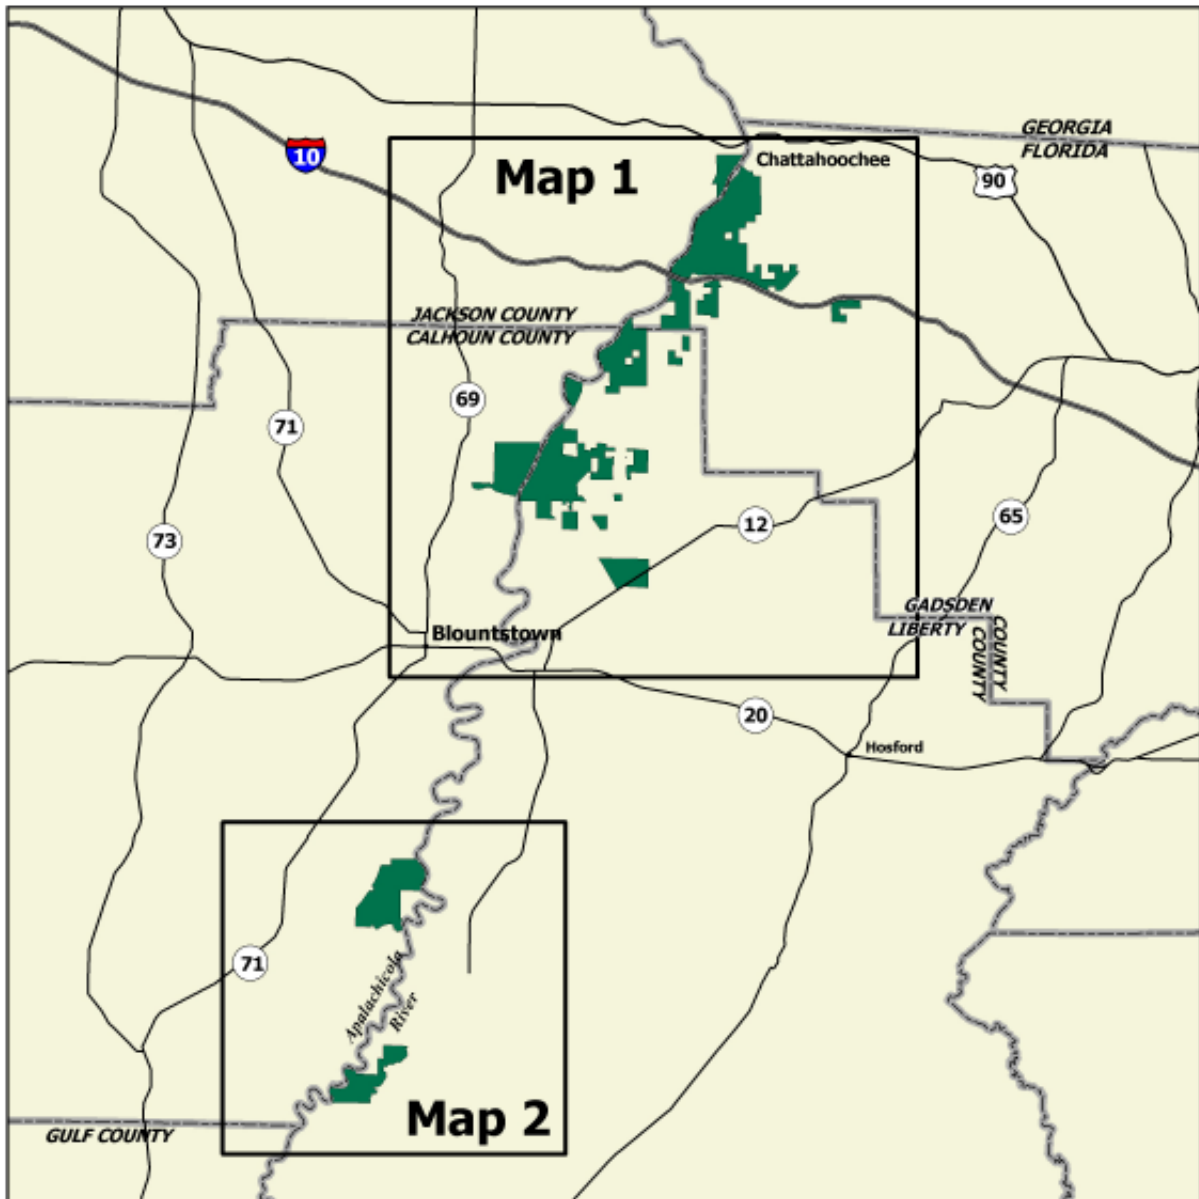 GEORGIA
FLORIDA
10
Map 1
Chattahoochee
90
JACKSON COUNTY
CALHOUN COUNTY
69
71
73
12
65
GADSDEN
LIBERTY
COUNTY
COUNTY
Blountstown
20
Hosford
71
Apalachicola
River
Map 2
GULF COUNTY